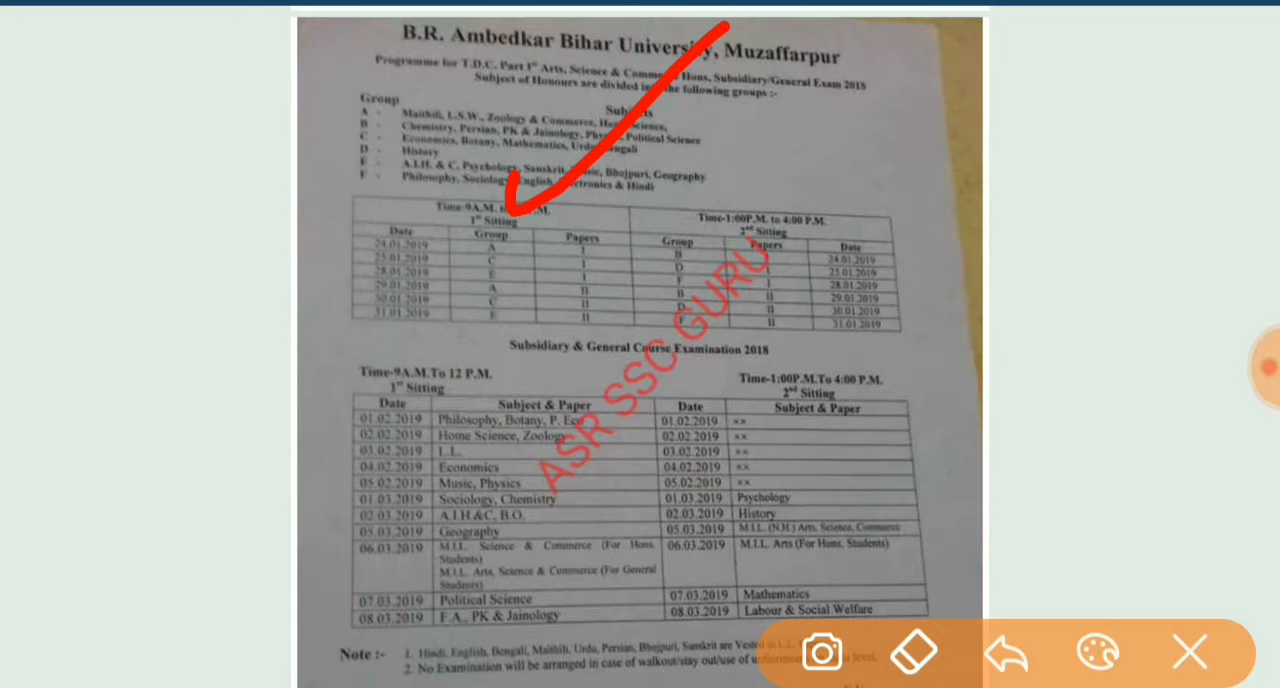 B.R. Ambedkar Bihar University, Muzaffarpur
Programme for T.D.C. Part 1st Arts, Science & Hons, Subsidiary/General Exam 2018
Subject of Honours are divided the following groups :-
Group
A - Maithili, L.S.W., Zoology & Commerce, Science,
B - Chemistry, Persian, PK & Jainology, Political Science
C - Economics, Botany, Mathematics,
D - History
E - A.I.H. & C, Psychology, Sanskrit, Bhojpuri, Geography
F - Philosophy, English, & Hindi
Time-9A.M. P.M. Time-1:00P.M. to 4:00 P.M.
1st Sitting 2nd Sitting
Date Group Papers Group Papers Date
24.01.2019 A I B 24.01.2019
25.01.2019 C I D 25.01.2019
28.01.2019 E I F I 28.01.2019
29.01.2019 A II B II 29.01.2019
30.01.2019 C II D II 30.01.2019
31.01.2019 E II F II 31.01.2019
Subsidiary & General Course Examination 2018
Time-9A.M.To 12 P.M. Time-1:00P.M.To 4:00 P.M.
1st Sitting 2nd Sitting
Date Subject & Paper Date Subject & Paper
01.02.2019 Philosophy, Botany, P. Eco 01.02.2019 ××
02.02.2019 Home Science, Zoology 02.02.2019 ××
03.02.2019 L.L. 03.02.2019 ××
04.02.2019 Economics 04.02.2019 ××
05.02.2019 Music, Physics 05.02.2019 ××
01.03.2019 Sociology, Chemistry 01.03.2019 Psychology
02.03.2019 A.I.H.&C, B.O. 02.03.2019 History
05.03.2019 Geography 05.03.2019 M.I.L. (N.H.) Arts, Science, Commerce
06.03.2019 M.I.L. Science & Commerce (For Hons. Students) 06.03.2019 M.I.L. Arts (For Hons. Students)
M.I.L. Arts, Science & Commerce (For General Students)
07.03.2019 Political Science 07.03.2019 Mathematics
08.03.2019 F.A., PK & Jainology 08.03.2019 Labour & Social Welfare
Note :- 1. Hindi, English, Bengali, Maithili, Urdu, Persian, Bhojpuri, Sanskrit are
2. No Examination will be arranged in case of walkout/stay out/use of level.
ASR SSC GURU